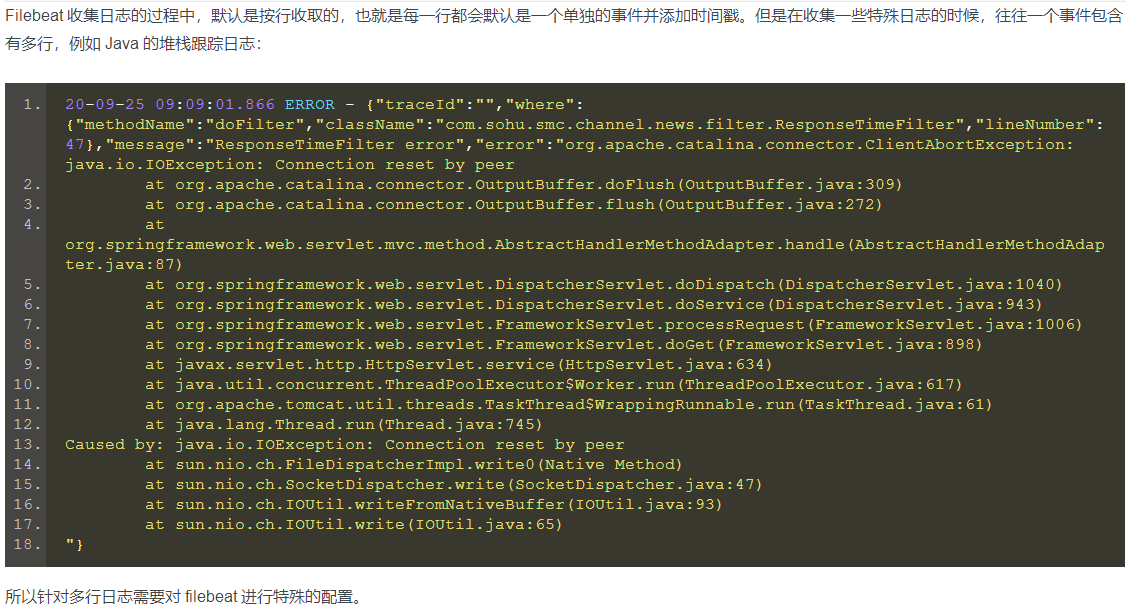 Filebeat 收集日志的过程中，默认是按行收取的，也就是每一行都会默认是一个单独的事件并添加时间戳。但是在收集一些特殊日志的时候，往往一个事件包含
有多行，例如 Java 的堆栈跟踪日志：
1. 20-09-25 09:09:01.866 ERROR - {"traceId":"","where":
{"methodName":"doFilter","className":"com.sohu.smc.channel.news.filter.ResponseTimeFilter","lineNumber":
47},"message":"ResponseTimeFilter error","error":"org.apache.catalina.connector.ClientAbortException:
java.io.IOException: Connection reset by peer
2. at org.apache.catalina.connector.OutputBuffer.doFlush(OutputBuffer.java:309)
3. at org.apache.catalina.connector.OutputBuffer.flush(OutputBuffer.java:272)
4. at
org.springframework.web.servlet.mvc.method.AbstractHandlerMethodAdapter.handle(AbstractHandlerMethodAdap
ter.java:87)
5. at org.springframework.web.servlet.DispatcherServlet.doDispatch(DispatcherServlet.java:1040)
6. at org.springframework.web.servlet.DispatcherServlet.doService(DispatcherServlet.java:943)
7. at org.springframework.web.servlet.FrameworkServlet.processRequest(FrameworkServlet.java:1006)
8. at org.springframework.web.servlet.FrameworkServlet.doGet(FrameworkServlet.java:898)
9. at javax.servlet.http.HttpServlet.service(HttpServlet.java:634)
10. at java.util.concurrent.ThreadPoolExecutor$Worker.run(ThreadPoolExecutor.java:617)
11. at org.apache.tomcat.util.threads.TaskThread$WrappingRunnable.run(TaskThread.java:61)
12. at java.lang.Thread.run(Thread.java:745)
13. Caused by: java.io.IOException: Connection reset by peer
14. at sun.nio.ch.FileDispatcherImpl.write0(Native Method)
15. at sun.nio.ch.SocketDispatcher.write(SocketDispatcher.java:47)
16. at sun.nio.ch.IOUtil.writeFromNativeBuffer(IOUtil.java:93)
17. at sun.nio.ch.IOUtil.write(IOUtil.java:65)
18. "}
所以针对多行日志需要对 filebeat 进行特殊的配置。